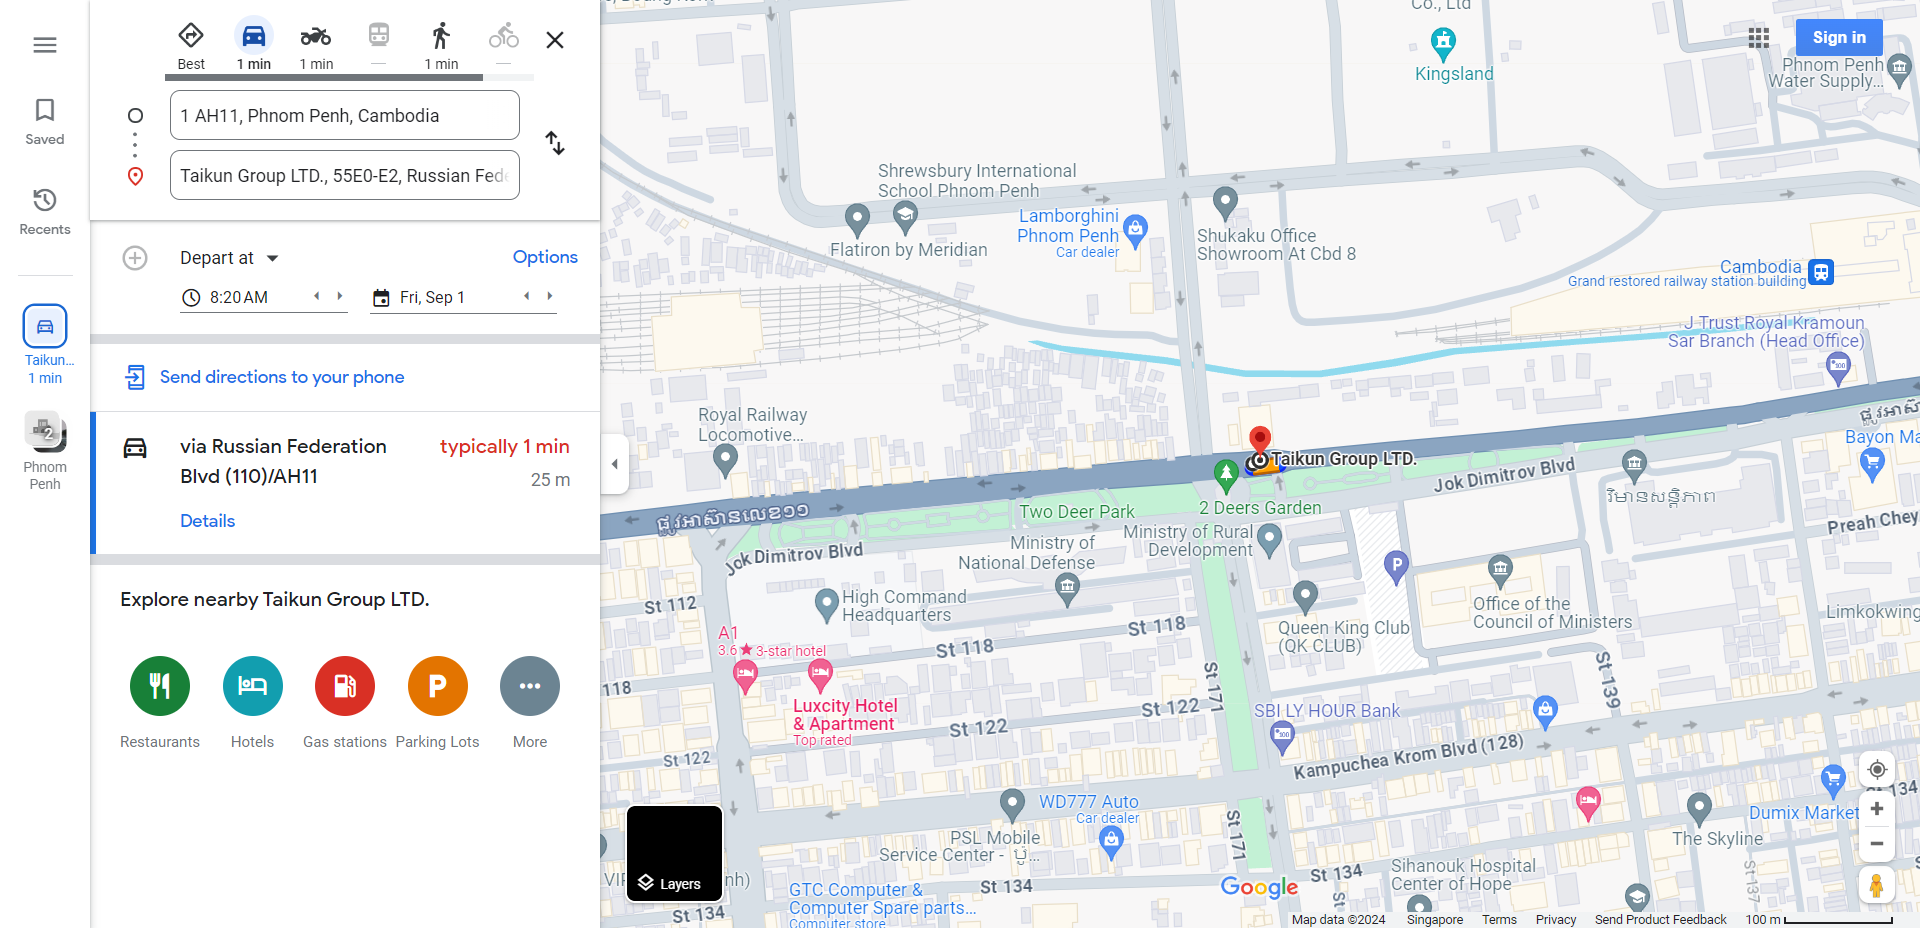 Best
1 min
1 min
1 min
1 AH11, Phnom Penh, Cambodia
Taikun Group LTD., 55E0-E2, Russian Fede
Saved
Recents
Taikun...
1 min
2
Phnom
Penh
Depart at
Options
8:20 AM
Fri, Sep 1
Send directions to your phone
via Russian Federation
Blvd (110)/AH11
typically 1 min
25 m
Details
Explore nearby Taikun Group LTD.
Restaurants
Hotels
Gas stations
Parking Lots
More
Co., Ltd
Kingsland
Sign in
Phnom Penh
Water Supply...
Shrewsbury International
School Phnom Penh
Flatiron by Meridian
Lamborghini
Phnom Penh
Car dealer
Shukaku Office
Showroom At Cbd 8
Cambodia
Grand restored railway station building
J Trust Royal Kramoun
Sar Branch (Head Office)
Royal Railway
Locomotive...
Taikun Group LTD.
Bayon Ma
Jok Dimitrov Blvd
វិមានសន្តិភាព
Preah Chey
ផ្លូវអាស៊ានលេខ១១
Two Deer Park
2 Deers Garden
Jok Dimitrov Blvd
Ministry of
National Defense
Ministry of Rural
Development
P
Office of the
Council of Ministers
Limkokwing
St 112
High Command
Headquarters
A1
3.6★ 3-star hotel
St 118
St 118
Queen King Club
(QK CLUB)
St 171
St 139
118
Luxcity Hotel
& Apartment
Top rated
St 122
St 122
St 122
SBI LY HOUR Bank
Kampuchea Krom Blvd (128)
St 134
WD777 Auto
Car dealer
Dumix Market
PSL Mobile
Service Center -
St 171
The Skyline
Sihanouk Hospital
Center of Hope
Layers
VIP
nh)
GTC Computer &
Computer Spare parts...
Computer store
St 134
St 134
St 134
St 137
Google
Map data ©2024
Singapore
Terms
Privacy
Send Product Feedback
100 m